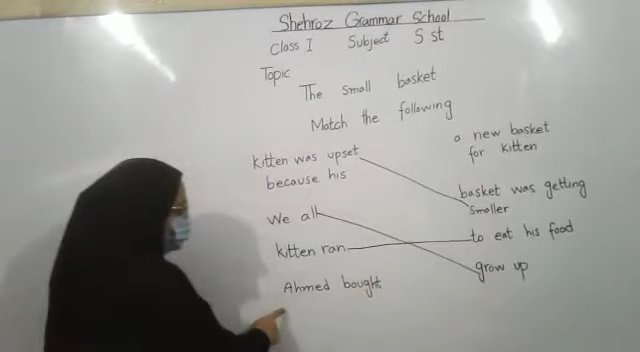 Shehroz Grammar School
Class I Subject S st
Topic
The small basket
Match the following
Kitten was upset
because his
a new basket
for kitten
We all
basket was getting
smaller
kitten ran
to eat his food
Ahmed bought
grow up